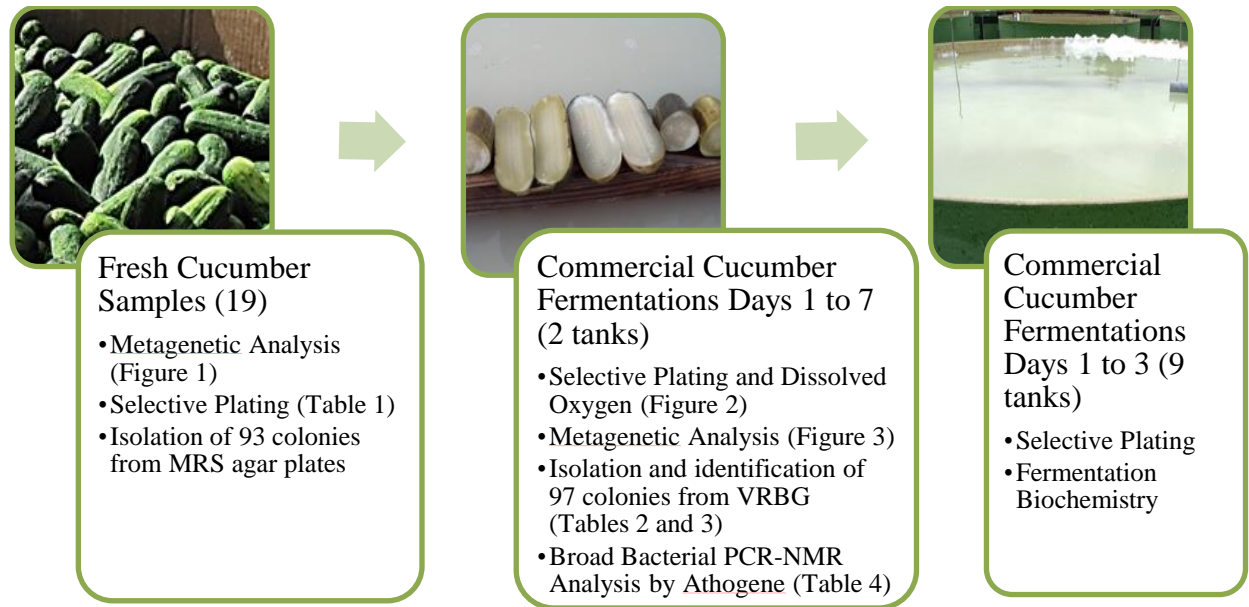 Fresh Cucumber
Samples (19)
•Metagenetic Analysis
(Figure 1)
•Selective Plating (Table 1)
•Isolation of 93 colonies
from MRS agar plates
Commercial Cucumber
Fermentations Days 1 to 7
(2 tanks)
•Selective Plating and Dissolved
Oxygen (Figure 2)
•Metagenetic Analysis (Figure 3)
•Isolation and identification of
97 colonies from VRBG
(Tables 2 and 3)
•Broad Bacterial PCR-NMR
Analysis by Athogene (Table 4)
Commercial
Cucumber
Fermentations
Days 1 to 3 (9
tanks)
•Selective Plating
•Fermentation
Biochemistry